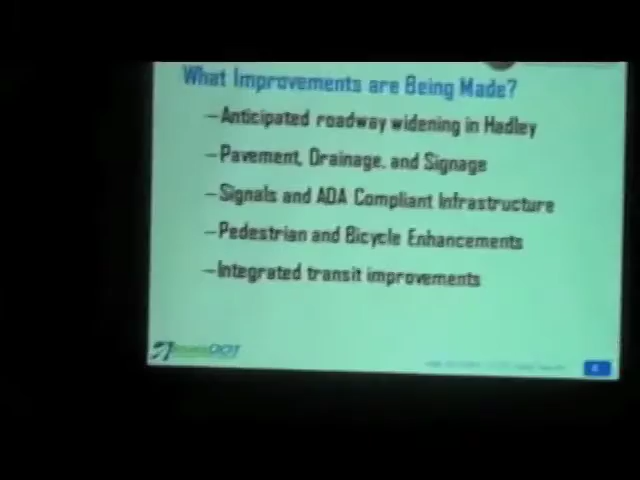 What Improvements are Being Made?
–Anticipated roadway widening in Hadley
–Pavement, Drainage, and Signage
–Signals and ADA Compliant Infrastructure
–Pedestrian and Bicycle Enhancements
–Integrated transit improvements
massDOT